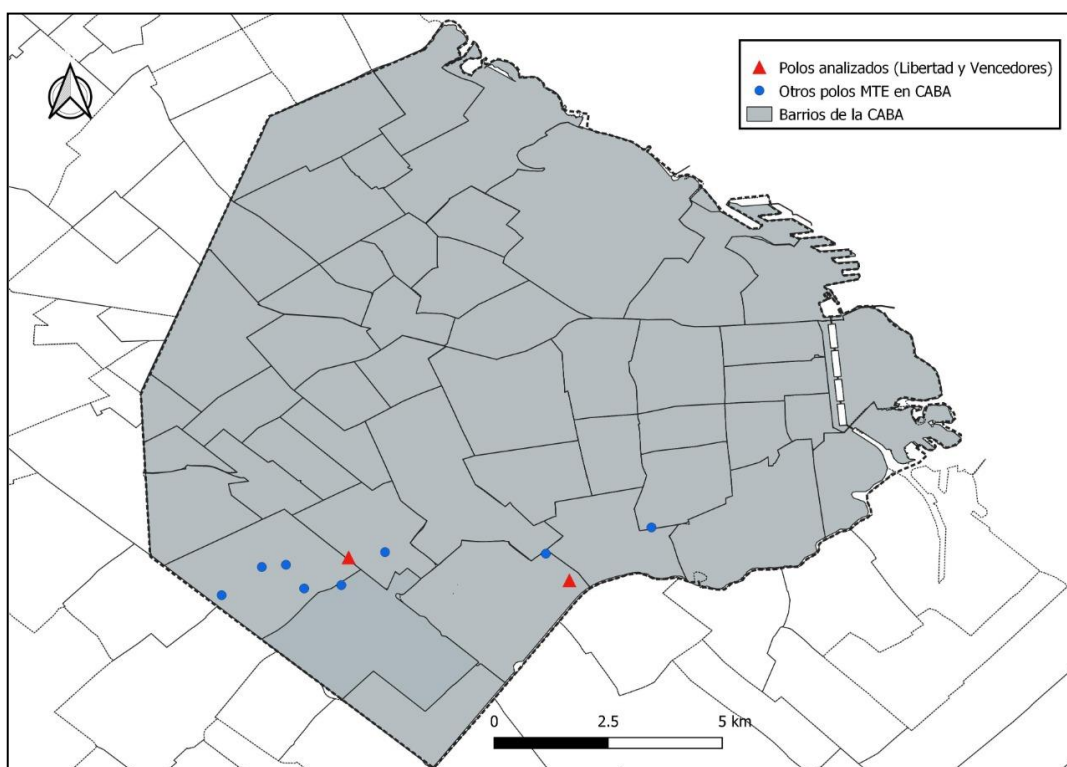 Polos analizados (Libertad y Vencedores)
Otros polos MTE en CABA
Barrios de la CABA
0 2.5 5 km